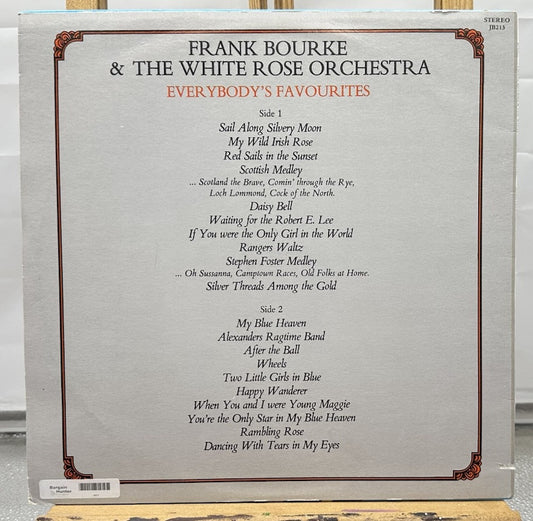 STEREO
JB213
FRANK BOURKE
& THE WHITE ROSE ORCHESTRA
EVERYBODY'S FAVOURITES
Side 1
Sail Along Silvery Moon
My Wild Irish Rose
Red Sails in the Sunset
Scottish Medley
... Scotland the Brave, Comin' through the Rye,
Loch Lommond, Cock of the North.
Daisy Bell
Waiting for the Robert E. Lee
If You were the Only Girl in the World
Rangers Waltz
Stephen Foster Medley
... Oh Sussanna, Camptown Races, Old Folks at Home.
Silver Threads Among the Gold
Side 2
My Blue Heaven
Alexanders Ragtime Band
After the Ball
Wheels
Two Little Girls in Blue
Happy Wanderer
When You and I were Young Maggie
You're the Only Star in My Blue Heaven
Rambling Rose
Dancing With Tears in My Eyes
Bargain
Hunter